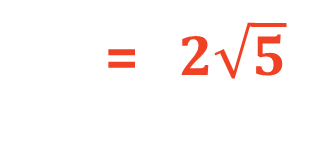 = 2√5